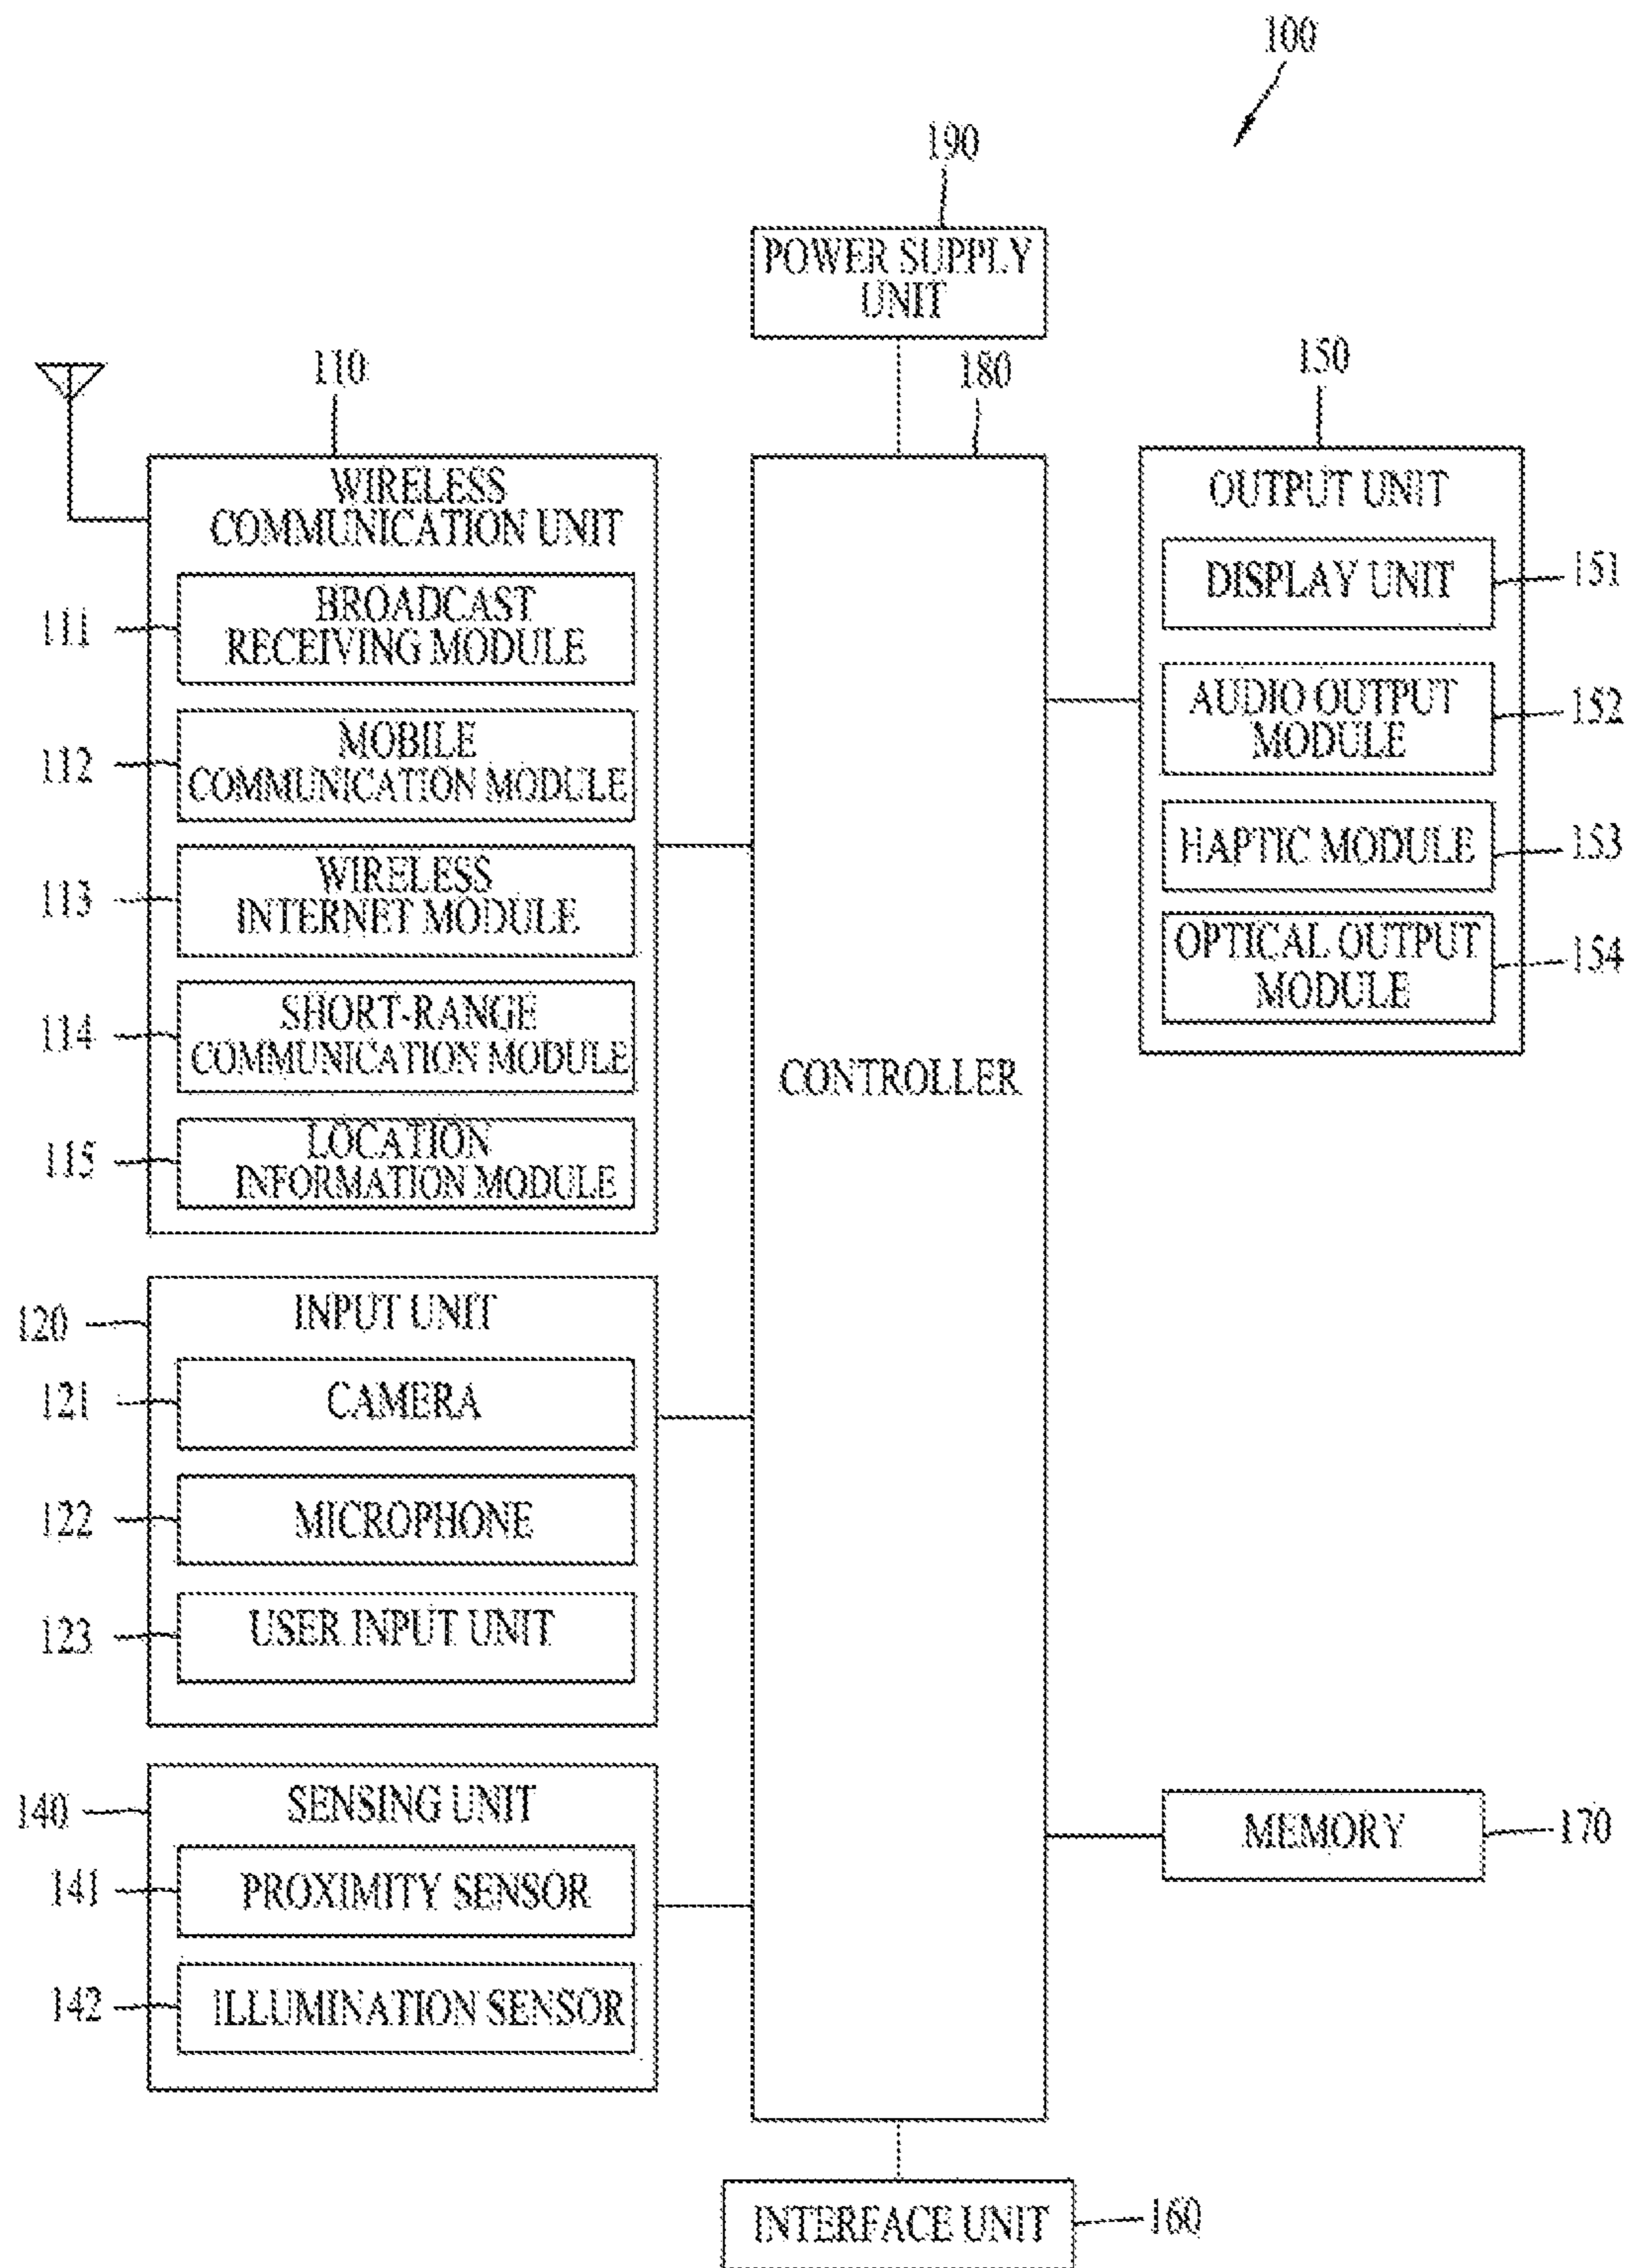 100
190
POWER SUPPLY
UNIT
110
180
150
WIRELESS
COMMUNICATION UNIT
111
BROADCAST
RECEIVING MODULE
112
MOBILE
COMMUNICATION MODULE
113
WIRELESS
INTERNET MODULE
114
SHORT-RANGE
COMMUNICATION MODULE
115
LOCATION
INFORMATION MODULE
120
INPUT UNIT
121
CAMERA
122
MICROPHONE
123
USER INPUT UNIT
140
SENSING UNIT
141
PROXIMITY SENSOR
142
ILLUMINATION SENSOR
CONTROLLER
OUTPUT UNIT
DISPLAY UNIT
151
AUDIO OUTPUT
MODULE
152
HAPTIC MODULE
153
OPTICAL OUTPUT
MODULE
154
MEMORY
170
INTERFACE UNIT
160